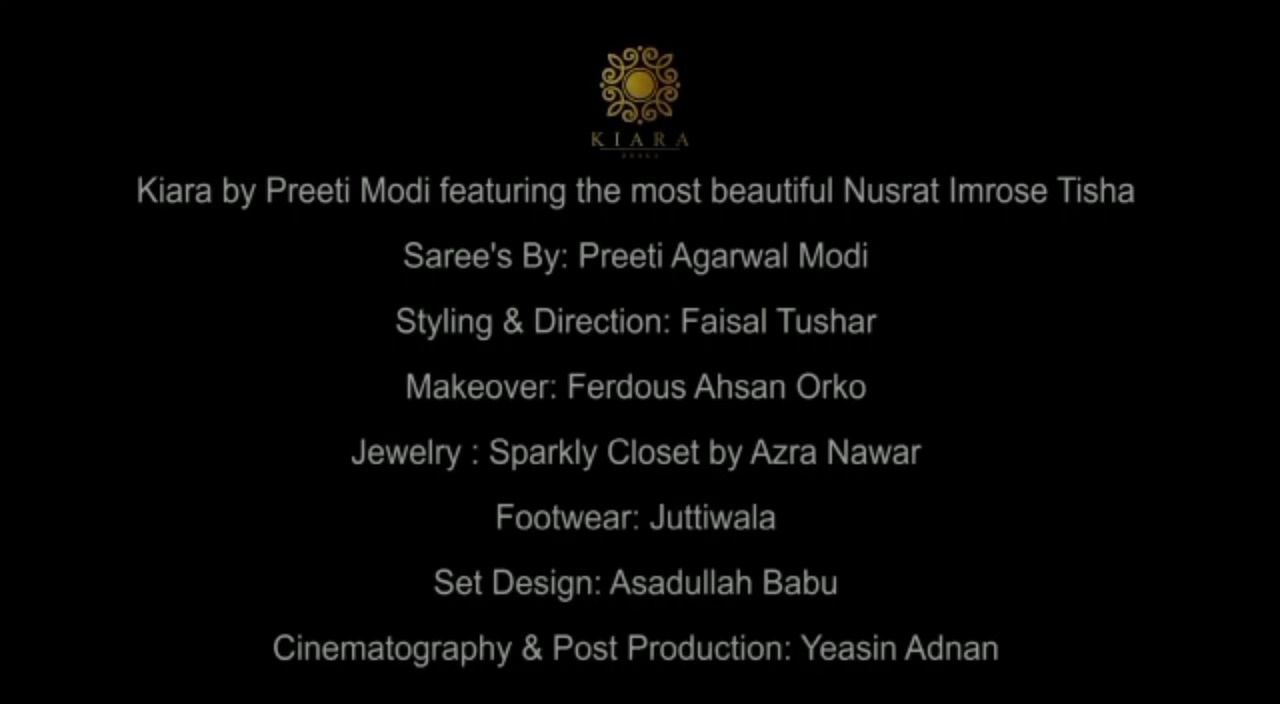 KIARA
Kiara by Preeti Modi featuring the most beautiful Nusrat Imrose Tisha
Saree's By: Preeti Agarwal Modi
Styling & Direction: Faisal Tushar
Makeover: Ferdous Ahsan Orko
Jewelry : Sparkly Closet by Azra Nawar
Footwear: Juttiwala
Set Design: Asadullah Babu
Cinematography & Post Production: Yeasin Adnan